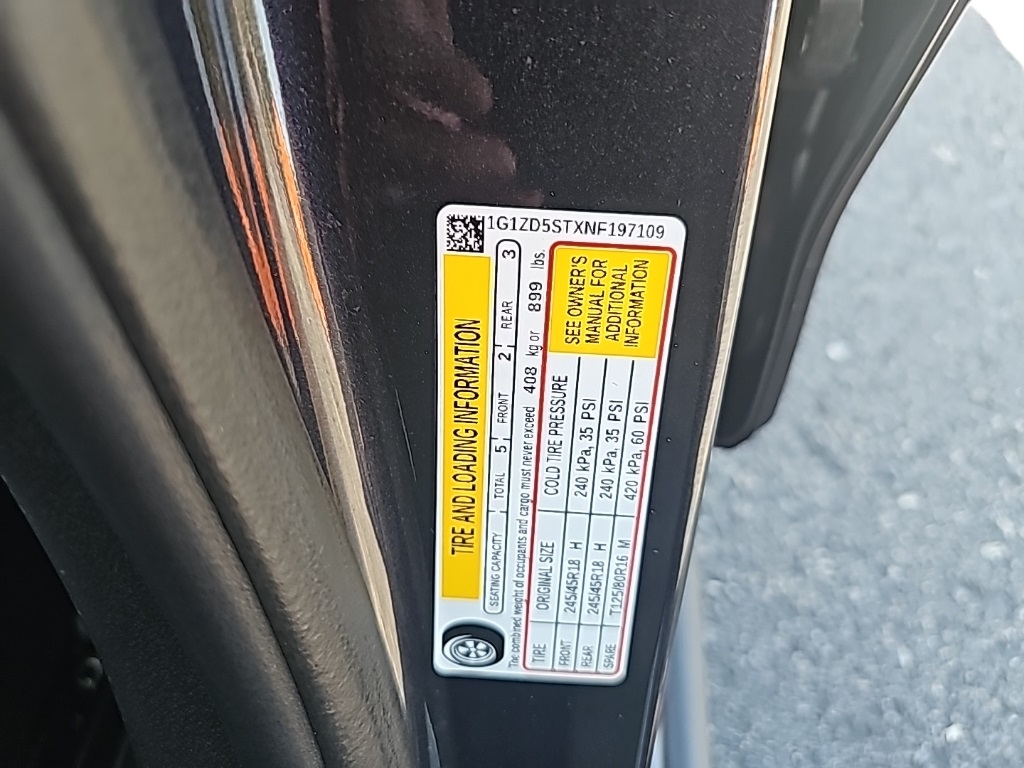 1G1ZD5STXNF197109
TIRE AND LOADING INFORMATION
SEATING CAPACITY TOTAL 5 FRONT 2 REAR 3
The combined weight of occupants and cargo must never exceed 408 kg or 899 lbs.
TIRE ORIGINAL SIZE COLD TIRE PRESSURE
FRONT 245/45R18 H 240 kPa, 35 PSI
REAR 245/45R18 H 240 kPa, 35 PSI
SPARE T125/80R16 M 420 kPa, 60 PSI
SEE OWNER'S
MANUAL FOR
ADDITIONAL
INFORMATION